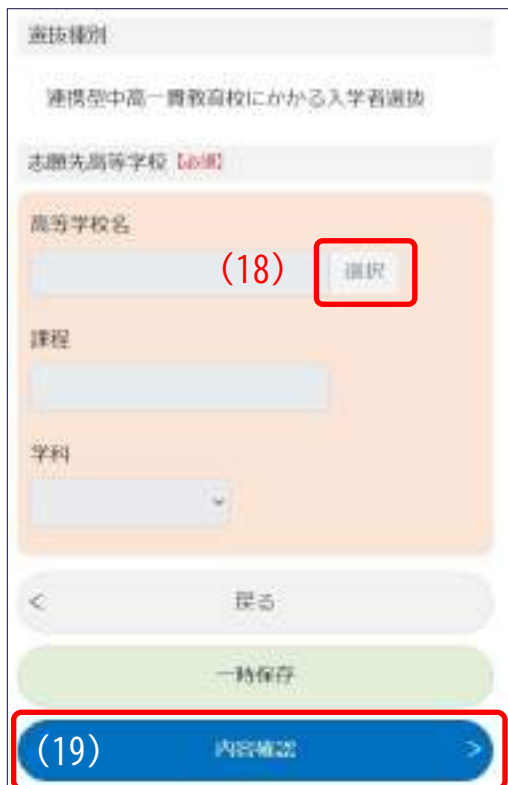 選抜種別
連携型中高一貫教育校にかかる入学者選抜
志願先高等学校【必須】
高等学校名
(18) 選択
課程
学科
< 戻る
一時保存
(19) 内容確認 >